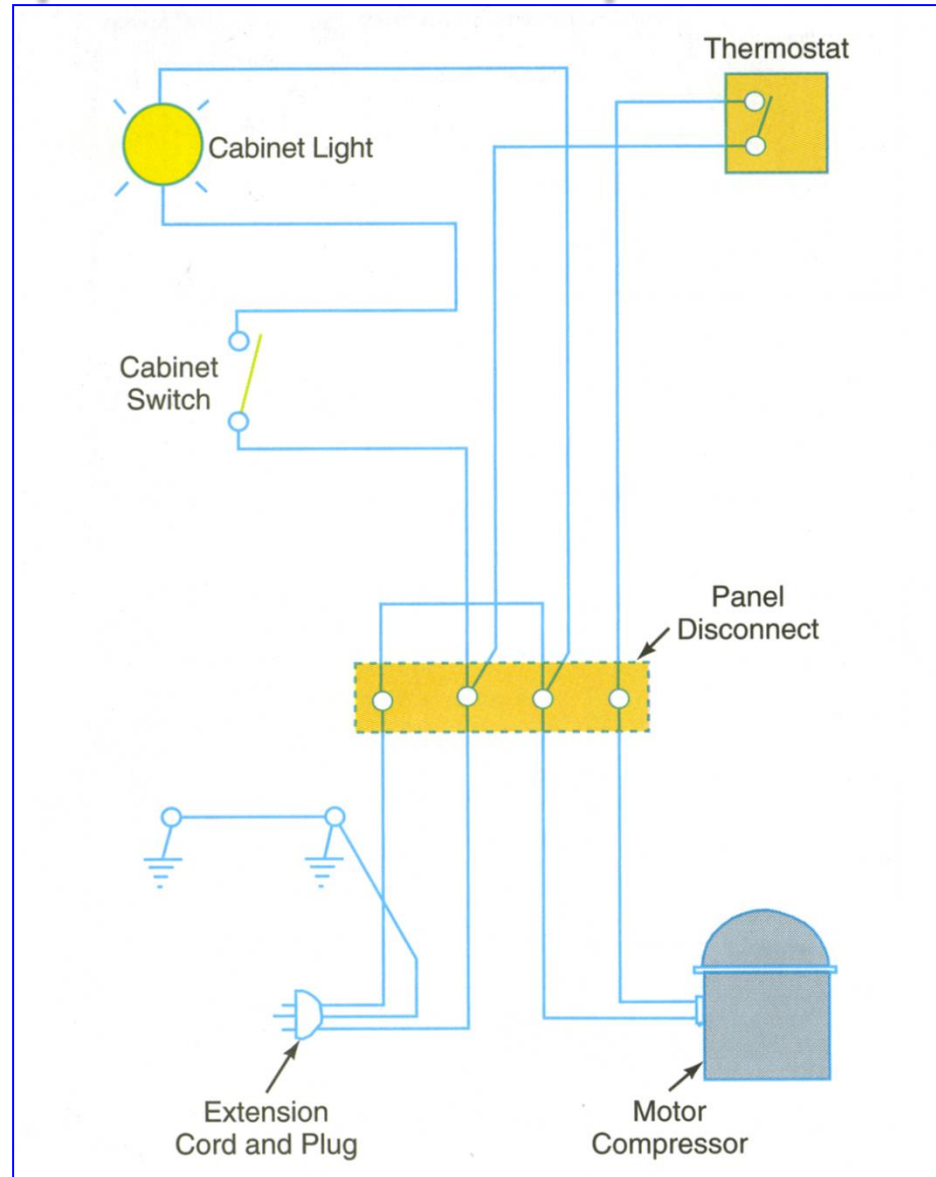 Thermostat
Cabinet Light
Cabinet
Switch
Panel
Disconnect
Extension
Cord and Plug
Motor
Compressor